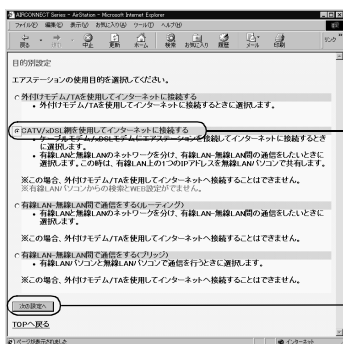 AIRCONNECT Series - AirStation - Microsoft Internet Explorer
ファイル(F) 編集(E) 表示(V) お気に入り(A) ツール(T) ヘルプ(H)
戻る 中止 更新 ホーム 検索 お気に入り 履歴 メール 印刷 リンク
目的別設定
エアステーションの使用目的を選択してください。
外付けモデム/TAを使用してインターネットに接続する
・外付けモデム/TAを使用してインターネットに接続するときに選択します。
CATV/xDSL網を使用してインターネットに接続する
ケーブルモデム/xDSLモデムにエアステーションを接続してインターネットに接続するとき
に選択します。
・有線LANと無線LANのネットワークを分け、有線LAN-無線LAN間の通信をしたいときに
選択します。この時、有線LAN上の1つのIPアドレスを無線LANパソコンで共有します。
※この場合、外付けモデム/TAを使用してインターネットへ接続することはできません。
※有線LANパソコンからの検索とWEB設定ができません。
有線LAN-無線LAN間で通信をする(ルーティング)
・有線LANと無線LANのネットワークを分け、有線LAN-無線LAN間の通信をしたいときに
選択します。
※この場合、外付けモデム/TAを使用してインターネットへ接続することはできません。
有線LAN-無線LAN間で通信をする(ブリッジ)
・有線LANパソコンと無線LANパソコンで通信を行うときに選択します。
※この場合、外付けモデム/TAを使用してインターネットへ接続することはできません。
次の設定へ
TOPへ戻る
ページが表示されました インターネット